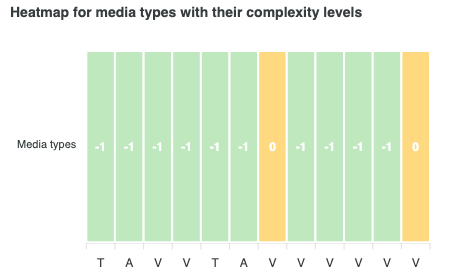 Heatmap for media types with their complexity levels
Media types
-1 -1 -1 -1 -1 -1 0 -1 -1 -1 -1 0
T A V V T A V V V V V V